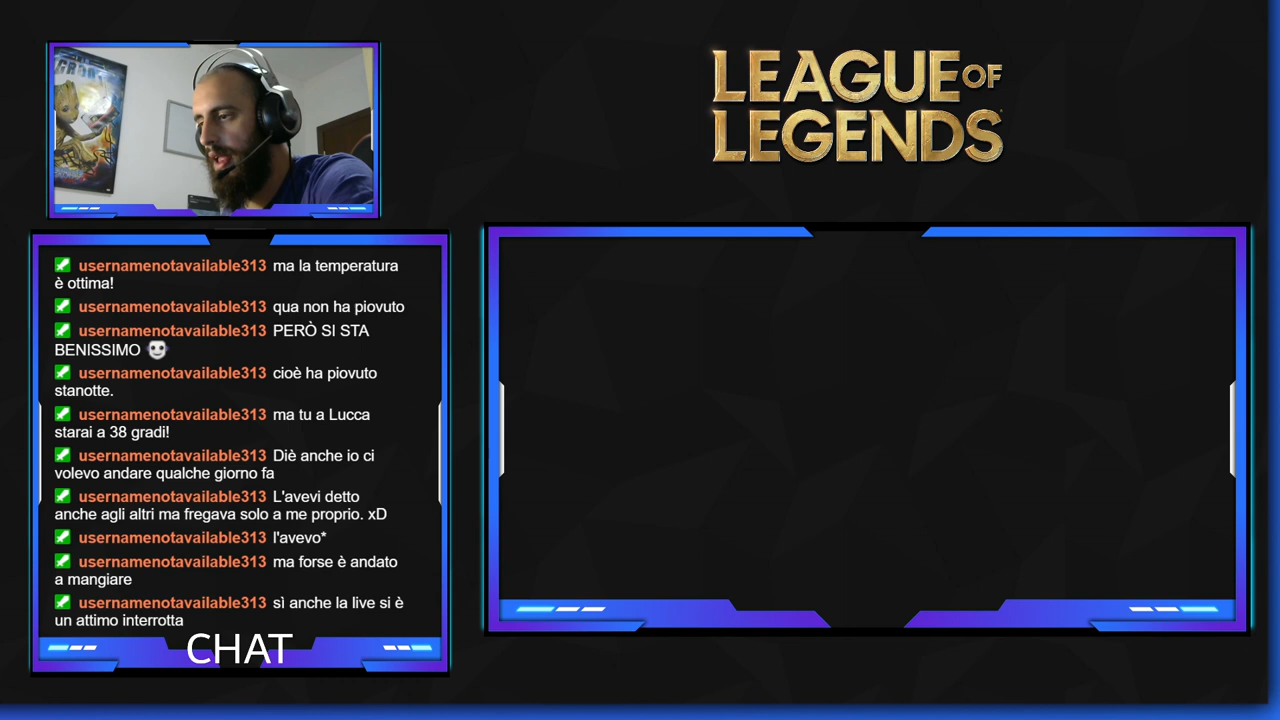 GROOT
LEAGUE OF
LEGENDS
usernamenotavailable313 ma la temperatura
è ottima!
usernamenotavailable313 qua non ha piovuto
usernamenotavailable313 PERÒ SI STA
BENISSIMO
usernamenotavailable313 cioè ha piovuto
stanotte.
usernamenotavailable313 ma tu a Lucca
starai a 38 gradi!
usernamenotavailable313 Diè anche io ci
volevo andare qualche giorno fa
usernamenotavailable313 L'avevi detto
anche agli altri ma fregava solo a me proprio. xD
usernamenotavailable313 l'avevo*
usernamenotavailable313 ma forse è andato
a mangiare
usernamenotavailable313 sì anche la live si è
un attimo interrotta
CHAT